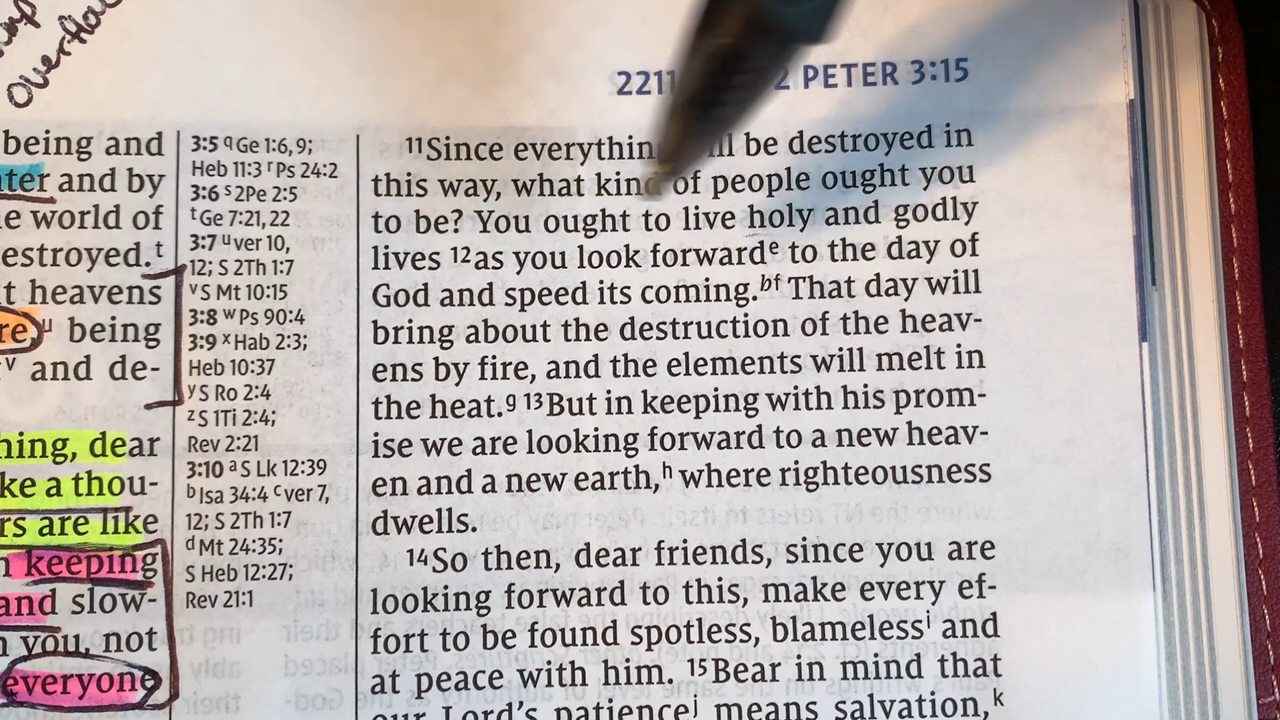 Overflow
2211 2 PETER 3:15
being and
ter and by
e world of
estroyed.t
t heavens
re, u being
v and de-
hing, dear
ke a thou-
rs are like
n keeping
and slow-
n you, not
everyone
3:5 q Ge 1:6, 9;
Heb 11:3 r Ps 24:2
3:6 s 2Pe 2:5
t Ge 7:21, 22
3:7 u ver 10,
12; S 2Th 1:7
v S Mt 10:15
3:8 w Ps 90:4
3:9 x Hab 2:3;
Heb 10:37
y S Ro 2:4
z S 1Ti 2:4;
Rev 2:21
3:10 a S Lk 12:39
b Isa 34:4 c ver 7,
12; S 2Th 1:7
d Mt 24:35;
S Heb 12:27;
Rev 21:1
11Since everythin ill be destroyed in
this way, what kind of people ought you
to be? You ought to live holy and godly
lives 12as you look forward e to the day of
God and speed its coming. bf That day will
bring about the destruction of the heav-
ens by fire, and the elements will melt in
the heat. g 13But in keeping with his prom-
ise we are looking forward to a new heav-
en and a new earth, h where righteousness
dwells.
14So then, dear friends, since you are
looking forward to this, make every ef-
fort to be found spotless, blameless i and
at peace with him. 15Bear in mind that
our Lord's patience j means salvation, k